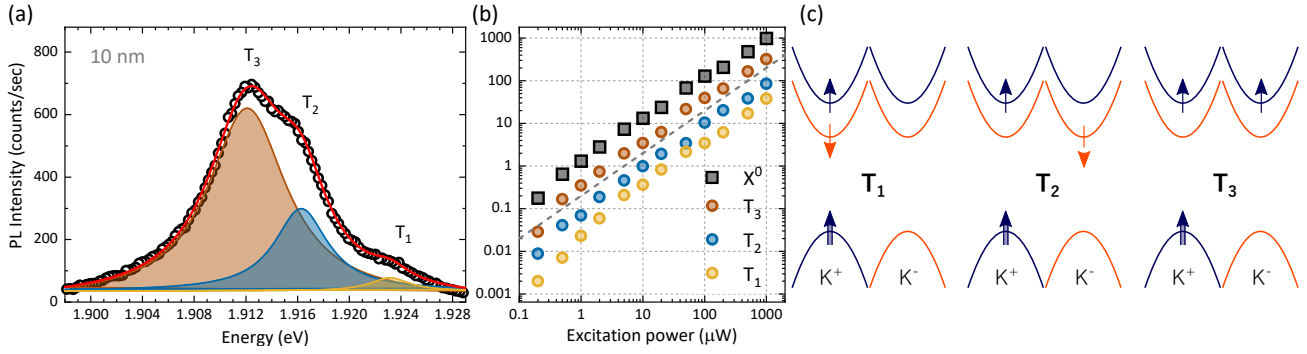 (a)
800
600
400
200
0
PL Intensity (counts/sec)
10 nm
T3
T2
T1
1.900
1.904
1.908
1.912
1.916
1.920
1.924
1.928
Energy (eV)
(b)
1000
100
10
1
0.1
0.01
0.001
X0
T3
T2
T1
0.1
1
10
100
1000
Excitation power (μW)
(c)
T1
T2
T3
K+
K-
K+
K-
K+
K-